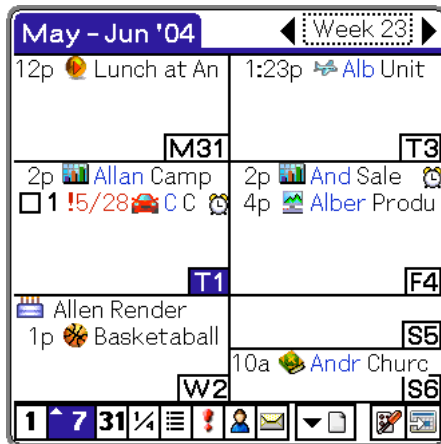 May - Jun '04
Week 23
12p Lunch at An
M31
2p Allan Camp
1 !5/28 C C
T1
Allen Render
1p Basketaball
W2
1:23p Alb Unit
T3
2p And Sale
4p Alber Produ
F4
S5
10a Andr Churc
S6
1 7 31 ¼